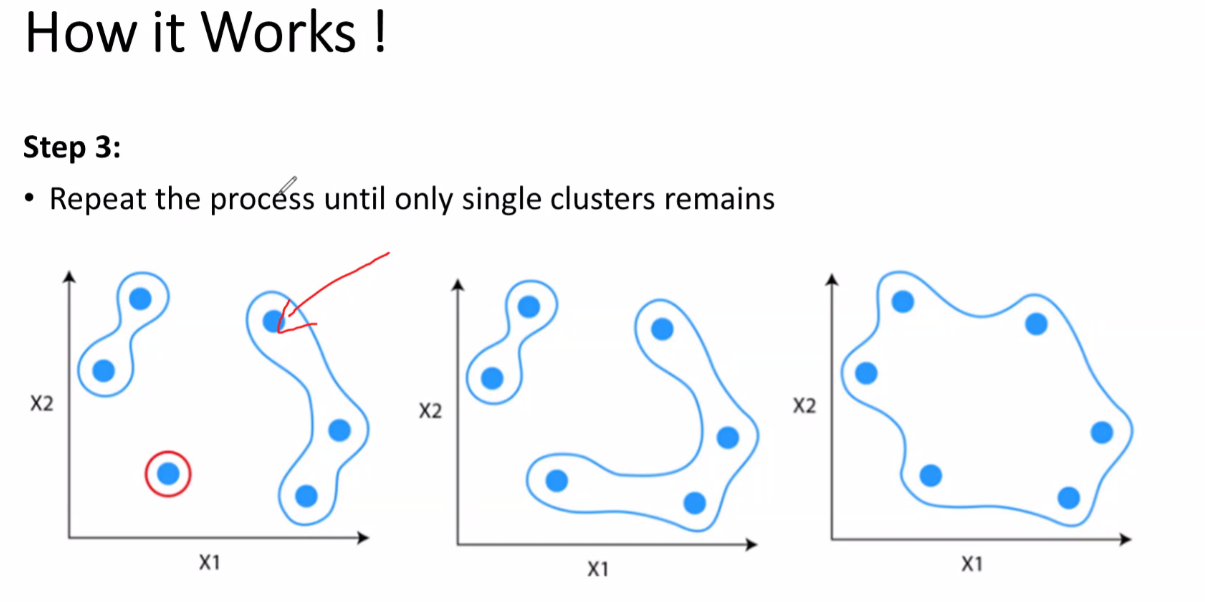 How it Works !
Step 3:
• Repeat the process until only single clusters remains
X2
X1
X2
X1
X2
X1